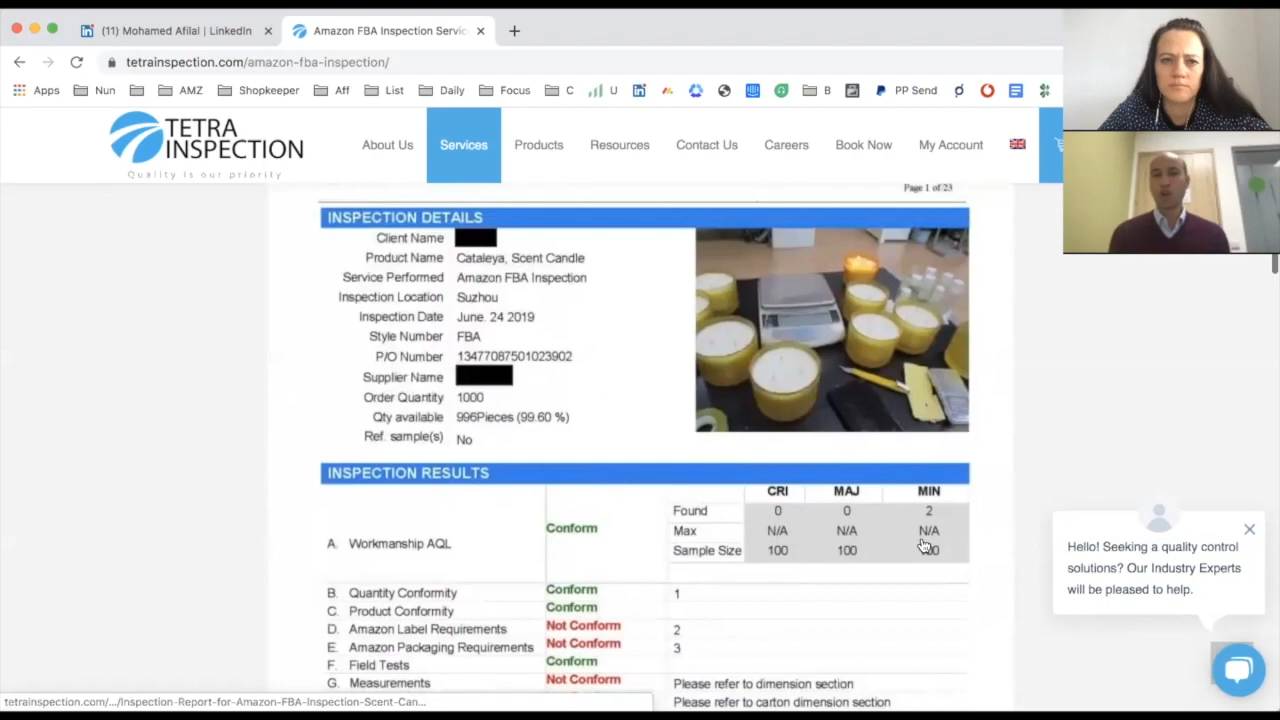 (11) Mohamed Afilal | LinkedIn
Amazon FBA Inspection Servic
tetrainspection.com/amazon-fba-inspection/
Apps Nun AMZ Shopkeeper Aff List Daily Focus C U B PP Send
TETRA
INSPECTION
Quality is our priority
About Us Services Products Resources Contact Us Careers Book Now My Account
Page 1 of 23
INSPECTION DETAILS
Client Name
Product Name Cataleya, Scent Candle
Service Performed Amazon FBA Inspection
Inspection Location Suzhou
Inspection Date June. 24 2019
Style Number FBA
P/O Number 13477087501023902
Supplier Name
Order Quantity 1000
Qty available 996Pieces (99.60 %)
Ref. sample(s) No
INSPECTION RESULTS
CRI MAJ MIN
Found 0 0 2
Max N/A N/A N/A
A. Workmanship AQL Conform
Sample Size 100 100
B. Quantity Conformity Conform 1
C. Product Conformity Conform
D. Amazon Label Requirements Not Conform 2
E. Amazon Packaging Requirements Not Conform 3
F. Field Tests Conform
G. Measurements Not Conform Please refer to dimension section
Please refer to carton dimension section
Hello! Seeking a quality control
solutions? Our Industry Experts
will be pleased to help.
tetrainspection.com/.../Inspection-Report-for-Amazon-FBA-Inspection-Scent-Can...